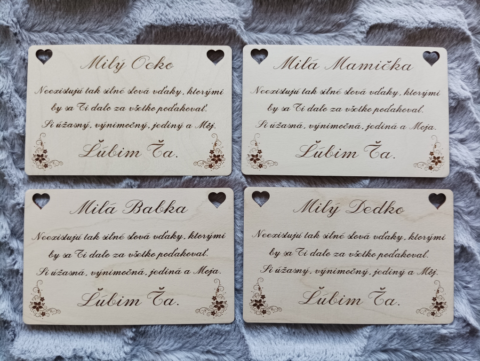 Milý Ocko
Neexistujú tak silné slová vďaky, ktorými
by sa Ti dalo za všetko poďakovať.
Si úžasný, výnimočný, jediný a Môj.
Ľúbim Ťa.
Milá Mamička
Neexistujú tak silné slová vďaky, ktorými
by sa Ti dalo za všetko poďakovať.
Si úžasná, výnimočná, jediná a Moja.
Ľúbim Ťa.
Milá Babka
Neexistujú tak silné slová vďaky, ktorými
by sa Ti dalo za všetko poďakovať.
Si úžasná, výnimočná, jediná a Moja.
Ľúbim Ťa.
Milý Dedko
Neexistujú tak silné slová vďaky, ktorými
by sa Ti dalo za všetko poďakovať.
Si úžasný, výnimočný, jediný a Môj.
Ľúbim Ťa.